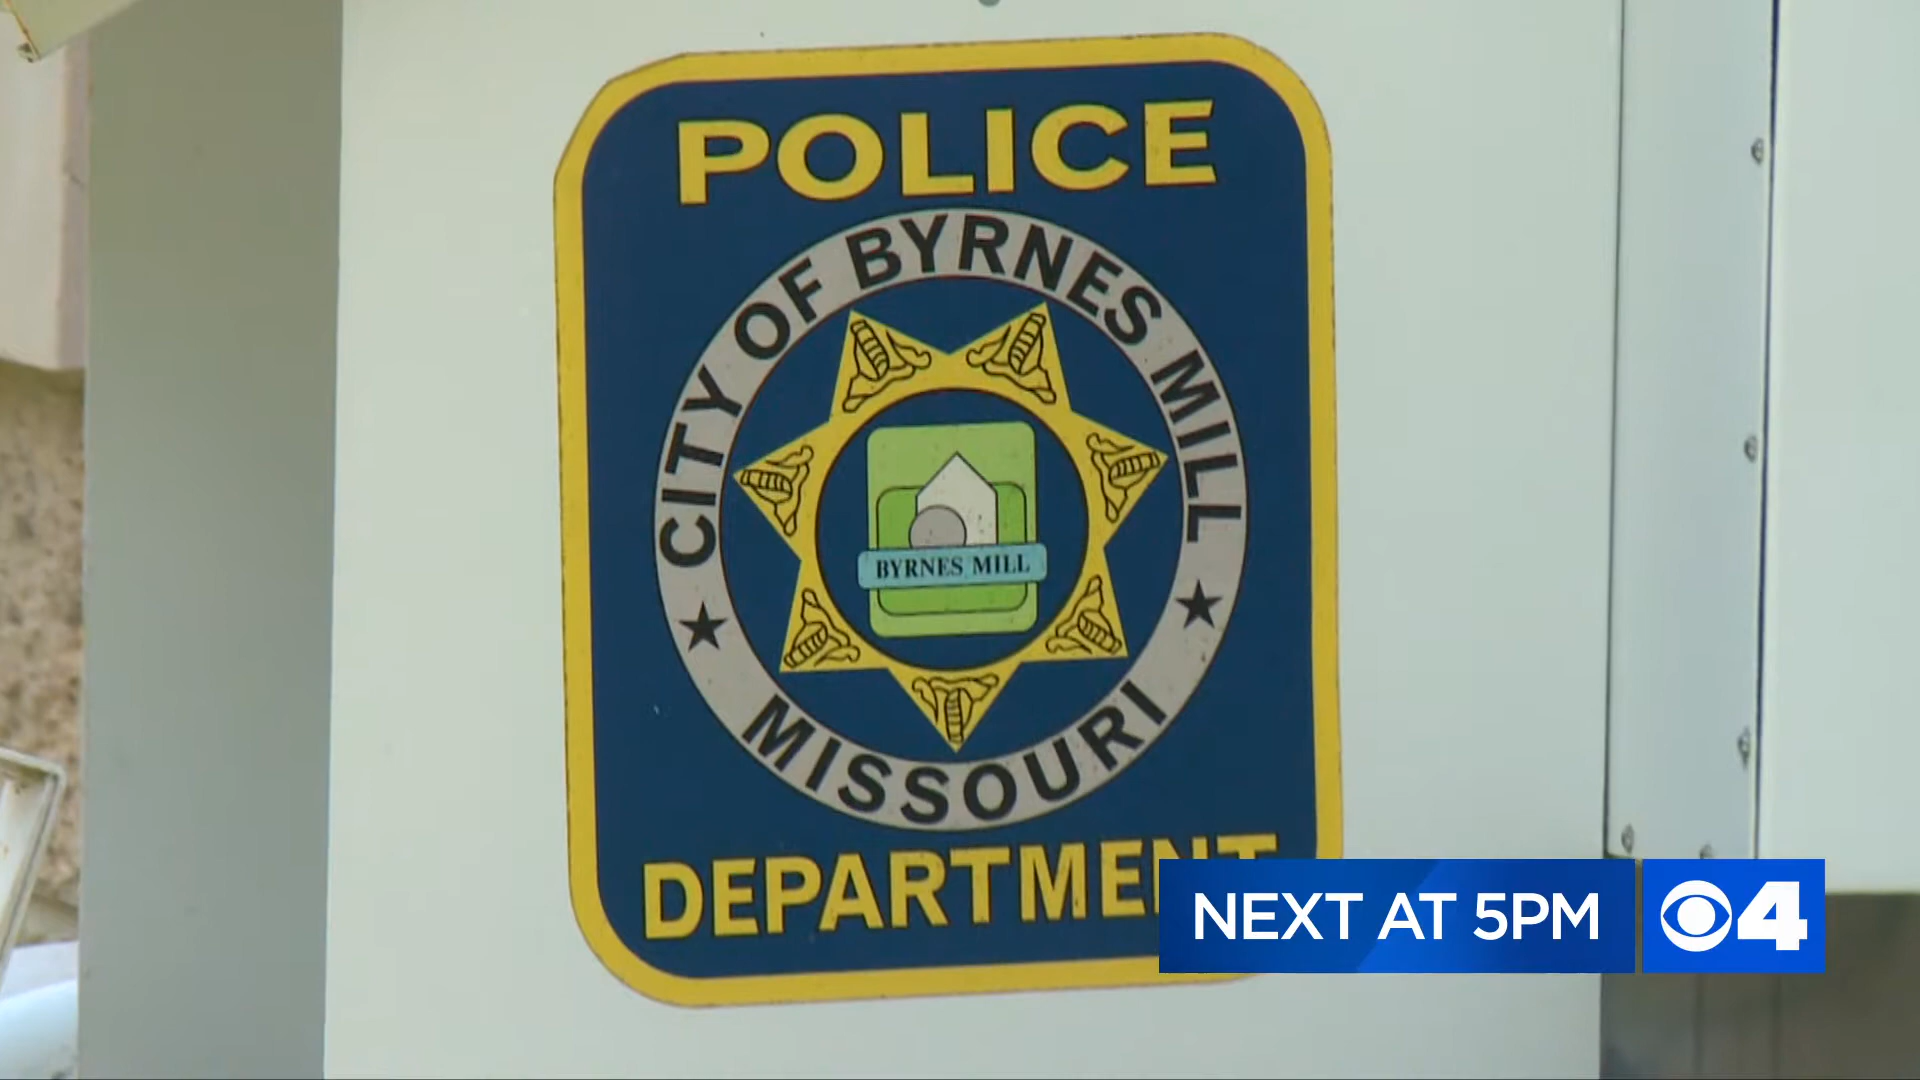 POLICE
CITY OF BYRNES MILL
BYRNES MILL
MISSOURI
DEPARTMENT
NEXT AT 5PM
4